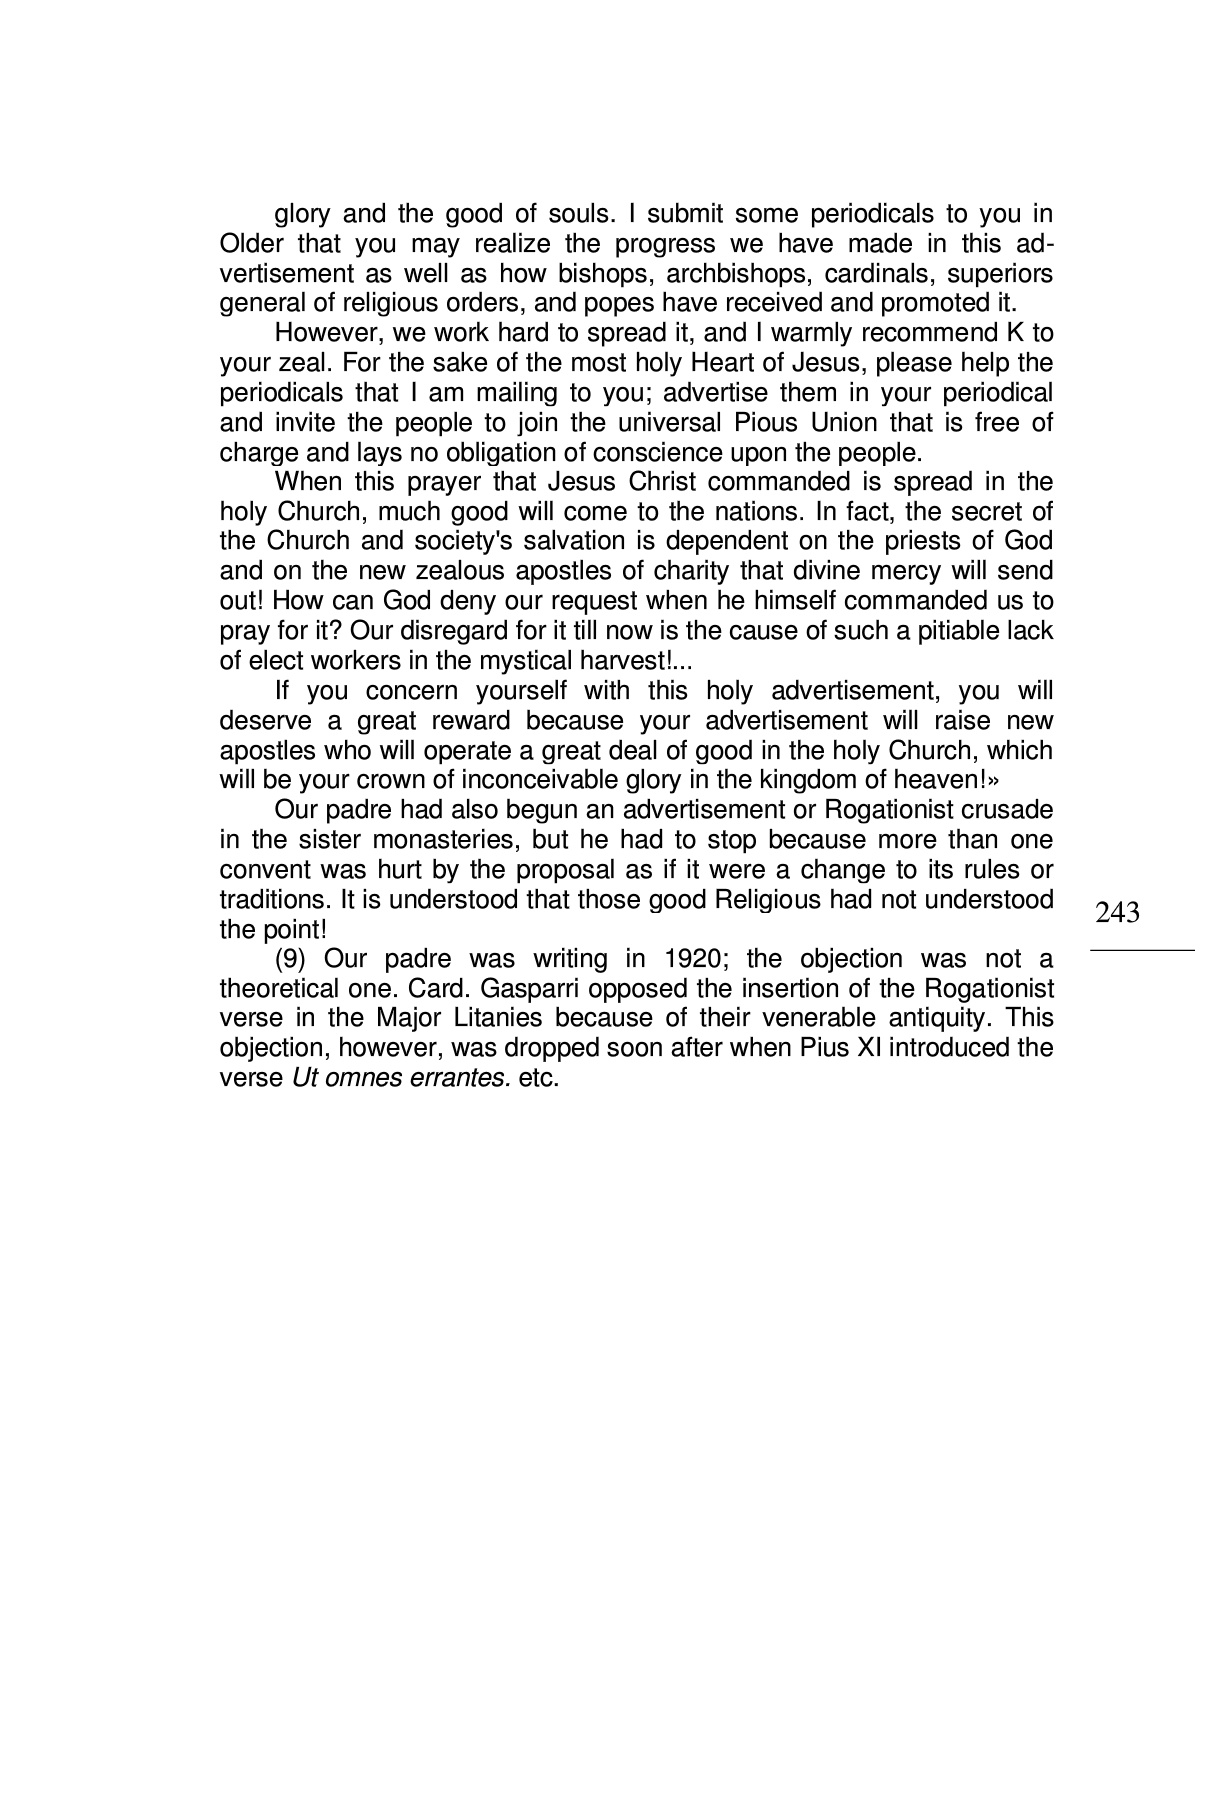 glory and the good of souls. I submit some periodicals to you in
Older that you may realize the progress we have made in this ad-
vertisement as well as how bishops, archbishops, cardinals, superiors
general of religious orders, and popes have received and promoted it.
However, we work hard to spread it, and I warmly recommend K to
your zeal. For the sake of the most holy Heart of Jesus, please help the
periodicals that I am mailing to you; advertise them in your periodical
and invite the people to join the universal Pious Union that is free of
charge and lays no obligation of conscience upon the people.
When this prayer that Jesus Christ commanded is spread in the
holy Church, much good will come to the nations. In fact, the secret of
the Church and society's salvation is dependent on the priests of God
and on the new zealous apostles of charity that divine mercy will send
out! How can God deny our request when he himself commanded us to
pray for it? Our disregard for it till now is the cause of such a pitiable lack
of elect workers in the mystical harvest!...
If you concern yourself with this holy advertisement, you will
deserve a great reward because your advertisement will raise new
apostles who will operate a great deal of good in the holy Church, which
will be your crown of inconceivable glory in the kingdom of heaven!»
Our padre had also begun an advertisement or Rogationist crusade
in the sister monasteries, but he had to stop because more than one
convent was hurt by the proposal as if it were a change to its rules or
traditions. It is understood that those good Religious had not understood
the point!
243
(9) Our padre was writing in 1920; the objection was not a
theoretical one. Card. Gasparri opposed the insertion of the Rogationist
verse in the Major Litanies because of their venerable antiquity. This
objection, however, was dropped soon after when Pius XI introduced the
verse Ut omnes errantes. etc.